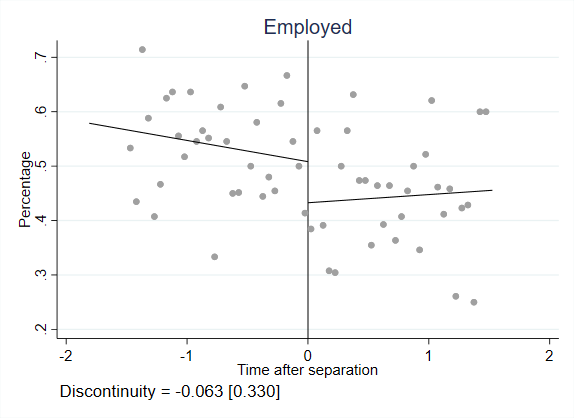 Employed
Percentage
.7
.6
.5
.4
.3
.2
-2 -1 0 1 2
Time after separation
Discontinuity = -0.063 [0.330]